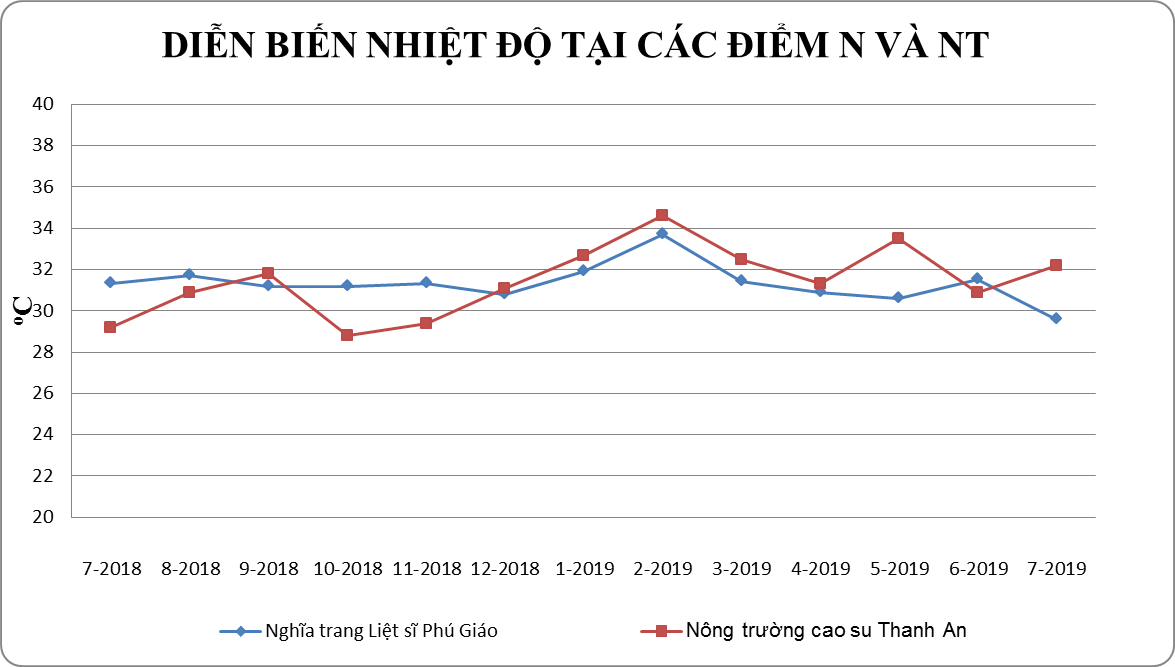 DIỄN BIẾN NHIỆT ĐỘ TẠI CÁC ĐIỂM N VÀ NT
40
38
36
34
32
30
28
26
24
22
20
ºC
7-2018 8-2018 9-2018 10-2018 11-2018 12-2018 1-2019 2-2019 3-2019 4-2019 5-2019 6-2019 7-2019
Nghĩa trang Liệt sĩ Phú Giáo Nông trường cao su Thanh An